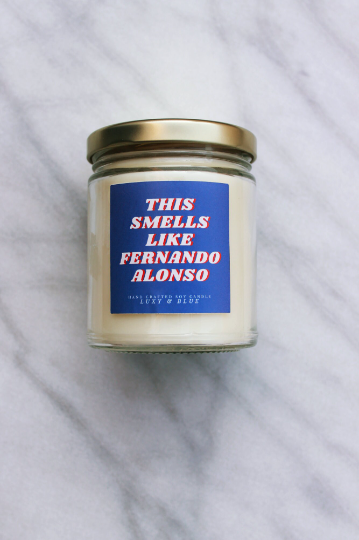 THIS
SMELLS
LIKE
FERNANDO
ALONSO
HAND CRAFTED SOY CANDLE
LUXY & BLUE